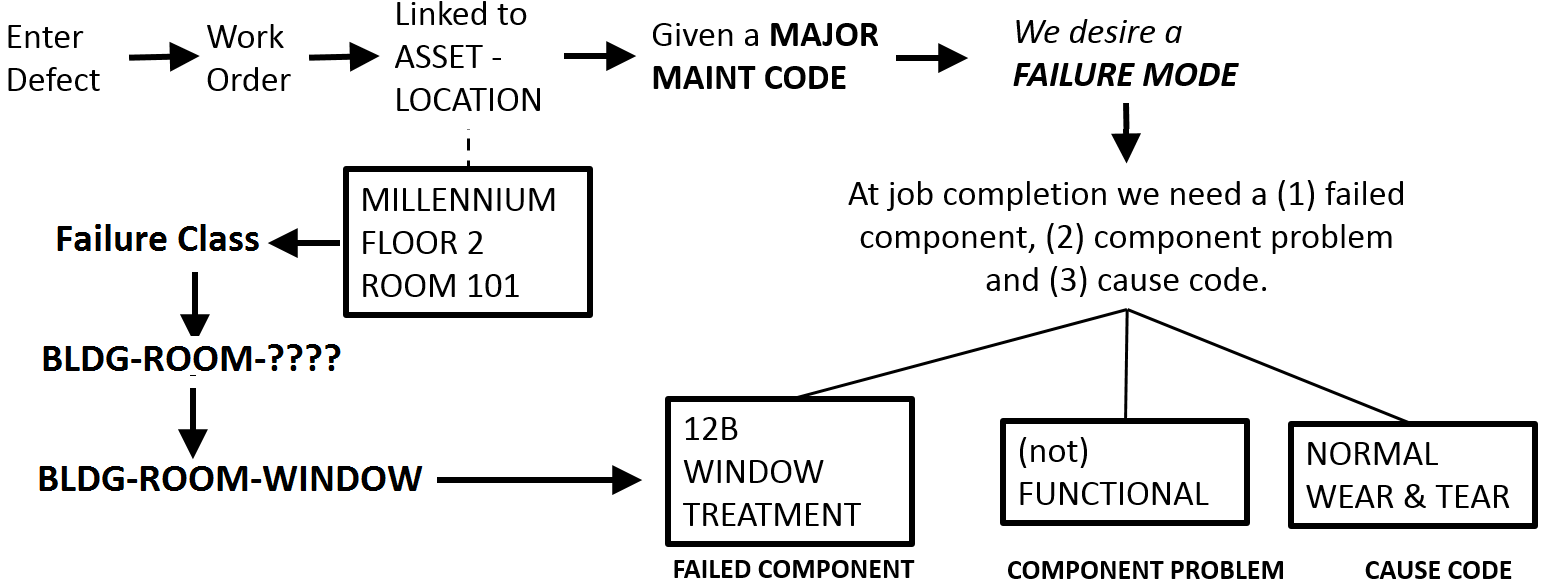 Enter
Defect
Work
Order
Linked to
ASSET -
LOCATION
Given a MAJOR
MAINT CODE
We desire a
FAILURE MODE
MILLENNIUM
FLOOR 2
ROOM 101
Failure Class
BLDG-ROOM-????
BLDG-ROOM-WINDOW
At job completion we need a (1) failed
component, (2) component problem
and (3) cause code.
12B
WINDOW
TREATMENT
FAILED COMPONENT
(not)
FUNCTIONAL
COMPONENT PROBLEM
NORMAL
WEAR & TEAR
CAUSE CODE